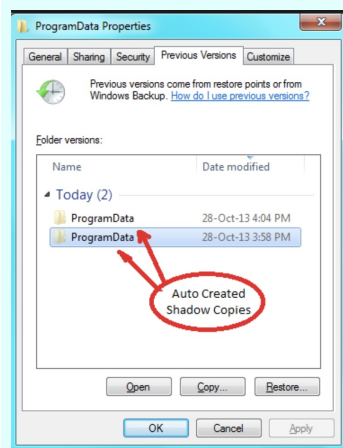 ProgramData Properties
General Sharing Security Previous Versions Customize
Previous versions come from restore points or from
Windows Backup. How do I use previous versions?
Folder versions:
Name Date modified
Today (2)
ProgramData 28-Oct-13 4:04 PM
ProgramData 28-Oct-13 3:58 PM
Auto Created
Shadow Copies
Open Copy... Restore...
OK Cancel Apply